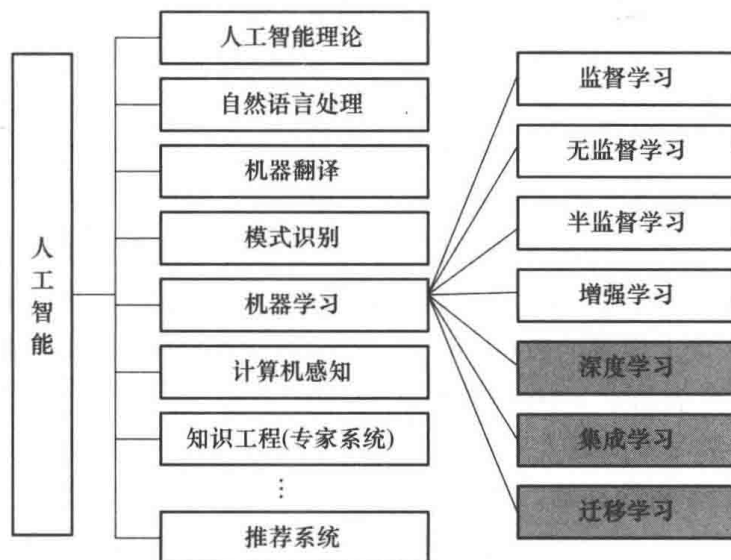 人工智能
人工智能理论
自然语言处理
机器翻译
模式识别
机器学习
计算机感知
知识工程(专家系统)
⋮
推荐系统
监督学习
无监督学习
半监督学习
增强学习
深度学习
集成学习
迁移学习